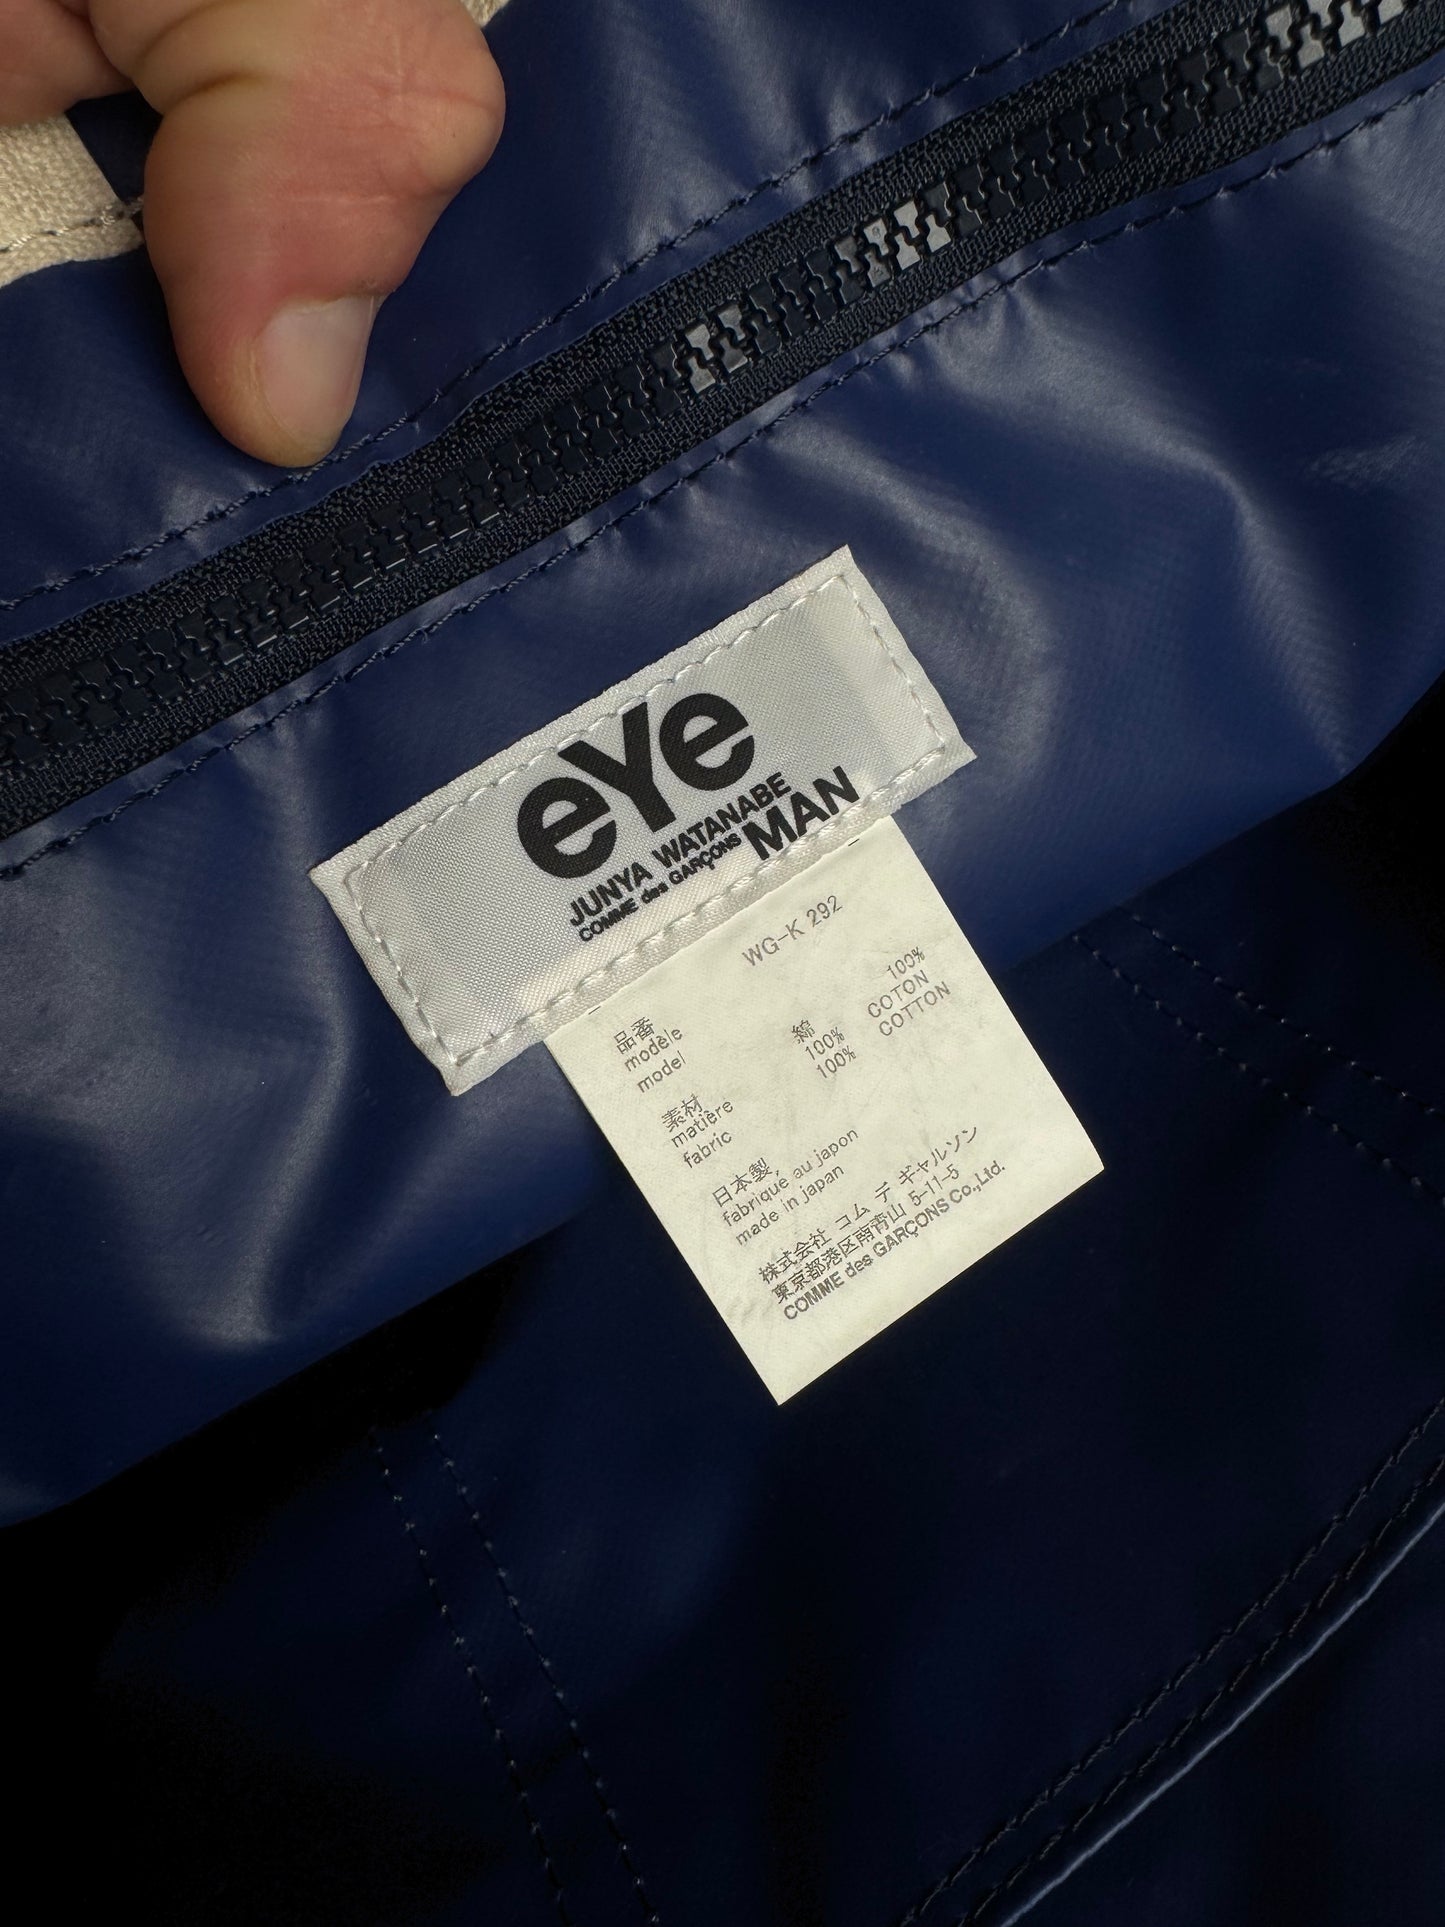 eYe
JUNYA WATANABE
COMME des GARÇONS MAN
WG-K 292
品番
modèle
model
綿 100%
100% COTON
100% COTTON
素材
matière
fabric
日本製,
fabriqué au japon
made in japan
株式会社 コム デ ギャルソン
東京都港区南青山 5-11-5
COMME des GARÇONS Co.,Ltd.